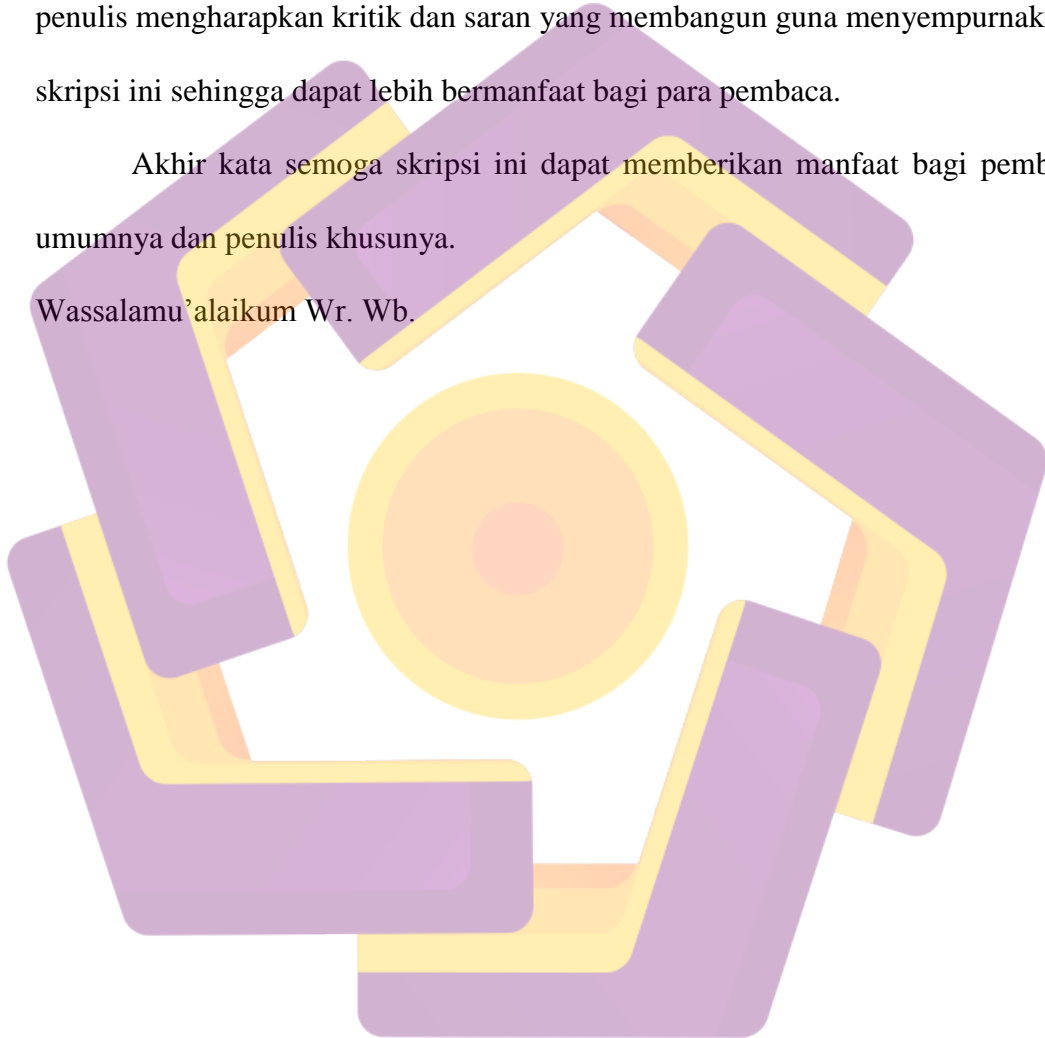 penulis mengharapkan kritik dan saran yang membangun guna menyempurnak
skripsi ini sehingga dapat lebih bermanfaat bagi para pembaca.
Akhir kata semoga skripsi ini dapat memberikan manfaat bagi pemb
umumnya dan penulis khusunya.
Wassalamu’alaikum Wr. Wb.